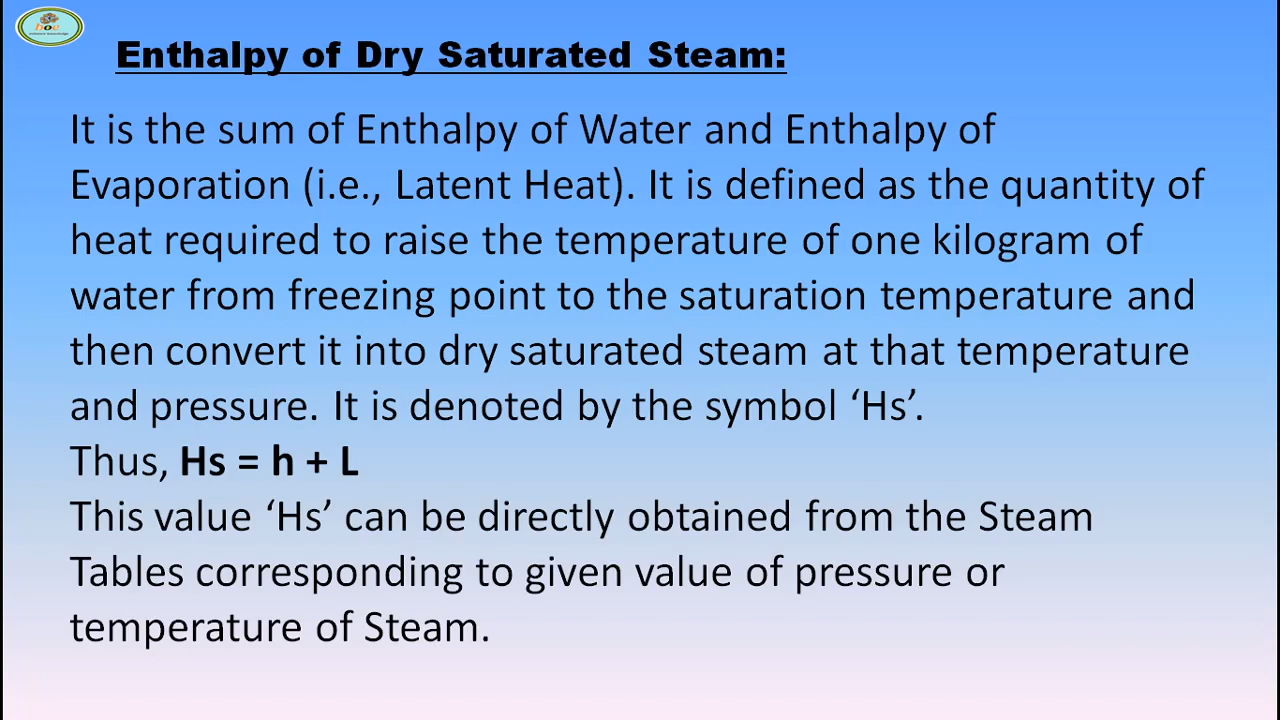 Enthalpy of Dry Saturated Steam:
It is the sum of Enthalpy of Water and Enthalpy of
Evaporation (i.e., Latent Heat). It is defined as the quantity of
heat required to raise the temperature of one kilogram of
water from freezing point to the saturation temperature and
then convert it into dry saturated steam at that temperature
and pressure. It is denoted by the symbol ‘Hs’.
Thus, Hs = h + L
This value ‘Hs’ can be directly obtained from the Steam
Tables corresponding to given value of pressure or
temperature of Steam.